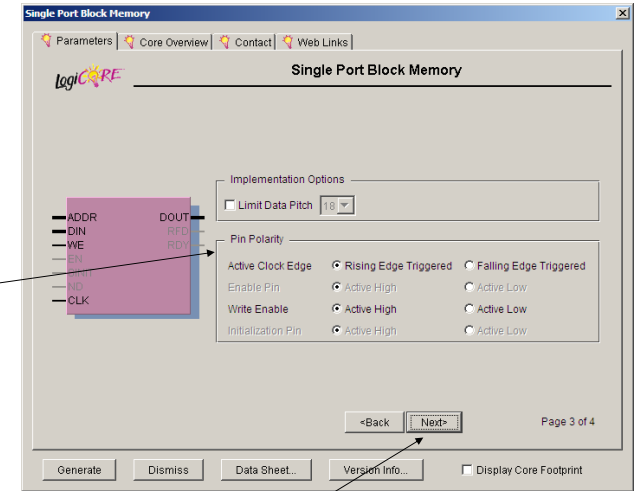 Single Port Block Memory
Parameters Core Overview Contact Web Links
LogiCORE
Single Port Block Memory
Implementation Options
Limit Data Pitch 18
ADDR DOUT
DIN RFD
WE RDY
EN
SINIT
ND
CLK
Pin Polarity
Active Clock Edge Rising Edge Triggered Falling Edge Triggered
Enable Pin Active High Active Low
Write Enable Active High Active Low
Initialization Pin Active High Active Low
<Back Next> Page 3 of 4
Generate Dismiss Data Sheet... Version Info... Display Core Footprint